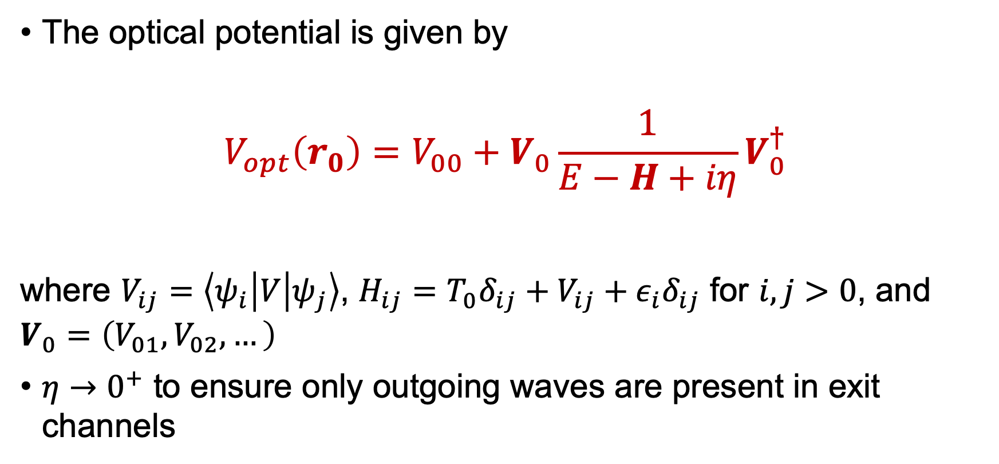 • The optical potential is given by
$V_{opt}(\boldsymbol{r_0}) = V_{00} + \boldsymbol{V}_0 \frac{1}{E - \boldsymbol{H} + i\eta} \boldsymbol{V}_0^{\dagger}$
where $V_{ij} = \langle \psi_i | V | \psi_j \rangle$, $H_{ij} = T_0 \delta_{ij} + V_{ij} + \epsilon_i \delta_{ij}$ for $i, j > 0$, and
$\boldsymbol{V}_0 = (V_{01}, V_{02}, \ldots)$
• $\eta \rightarrow 0^+$ to ensure only outgoing waves are present in exit
channels